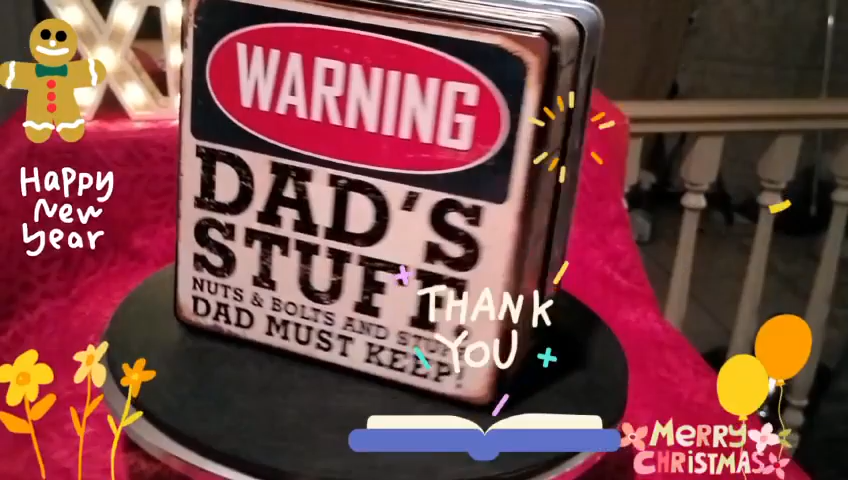 WARNING
DAD'S
STUFF!
NUTS & BOLTS AND STUFF
DAD MUST KEEP!
Happy
New
year
THANK
YOU
MERRY
CHRISTMAS